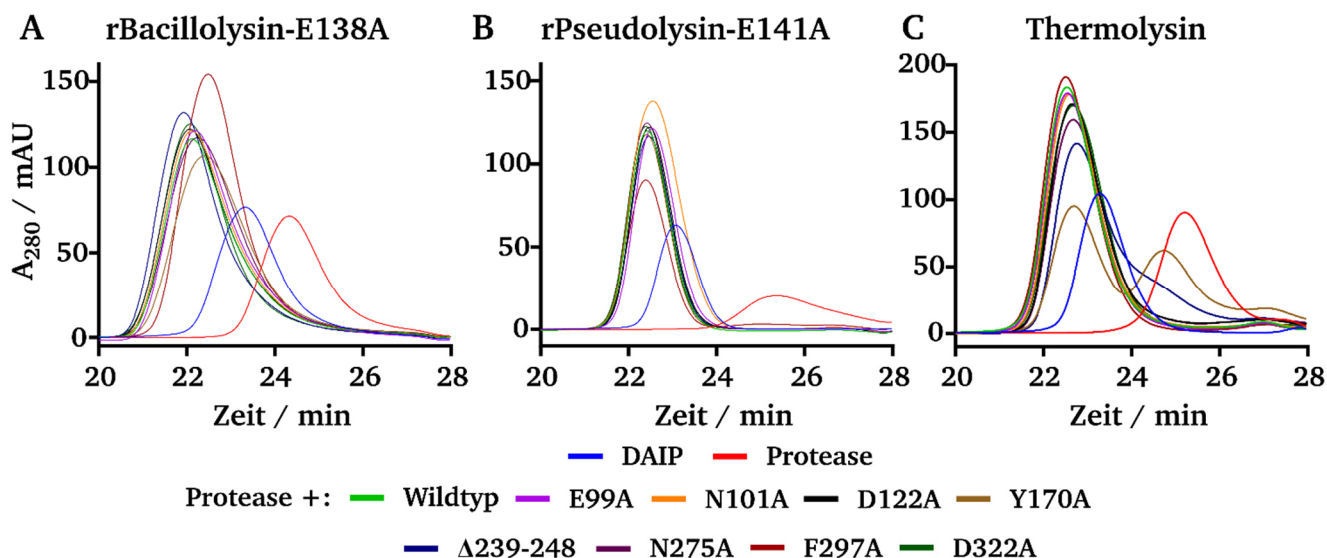 A rBacillolysin-E138A
B rPseudolysin-E141A
C Thermolysin
A280 / mAU
150
100
50
0
20 22 24 26 28
Zeit / min
150
100
50
0
20 22 24 26 28
Zeit / min
200
150
100
50
0
20 22 24 26 28
Zeit / min
DAIP Protease
Protease +: Wildtyp E99A N101A D122A Y170A
Δ239-248 N275A F297A D322A